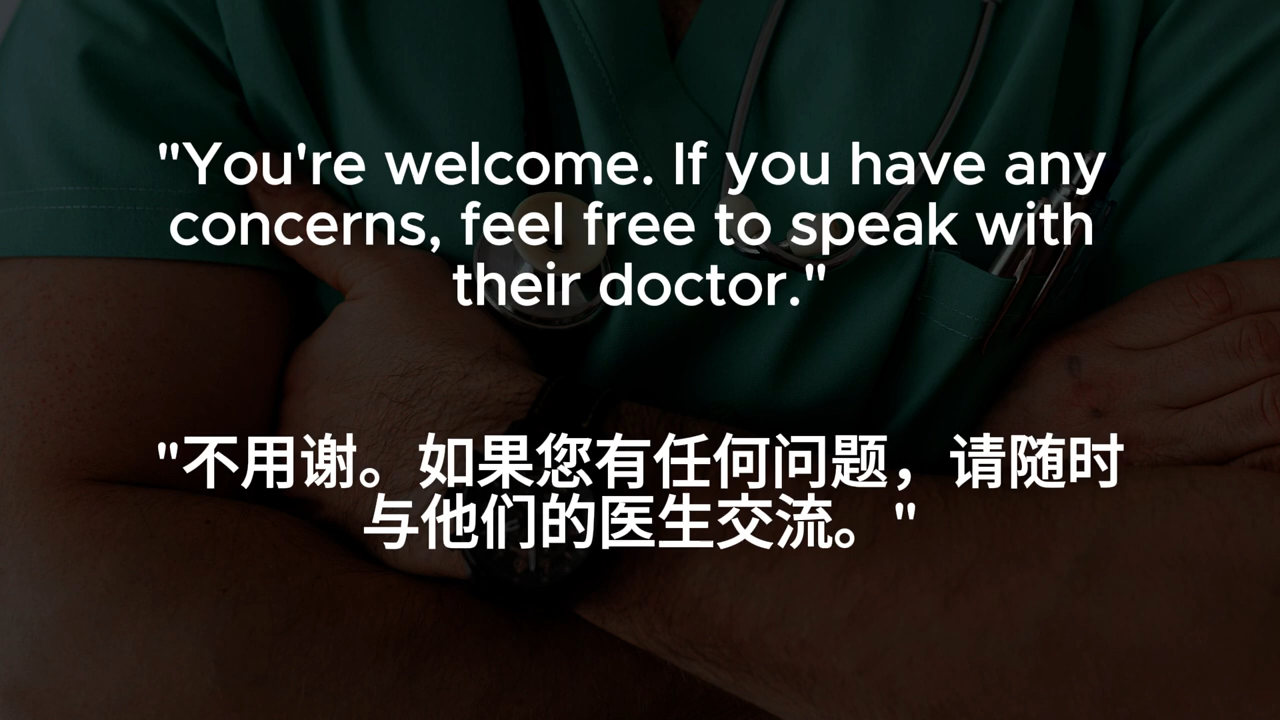 "You're welcome. If you have any
concerns, feel free to speak with
their doctor."
"不用谢。如果您有任何问题，请随时
与他们的医生交流。"